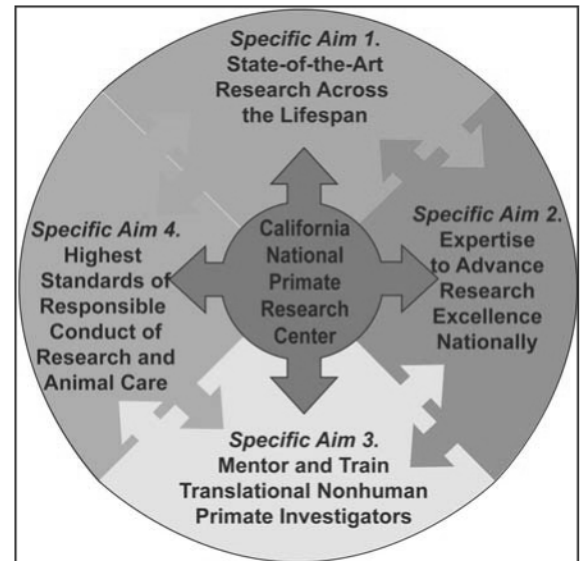 Specific Aim 1.
State-of-the-Art
Research Across
the Lifespan
Specific Aim 2.
Expertise
to Advance
Research
Excellence
Nationally
Specific Aim 3.
Mentor and Train
Translational Nonhuman
Primate Investigators
Specific Aim 4.
Highest
Standards of
Responsible
Conduct of
Research and
Animal Care
California
National
Primate
Research
Center